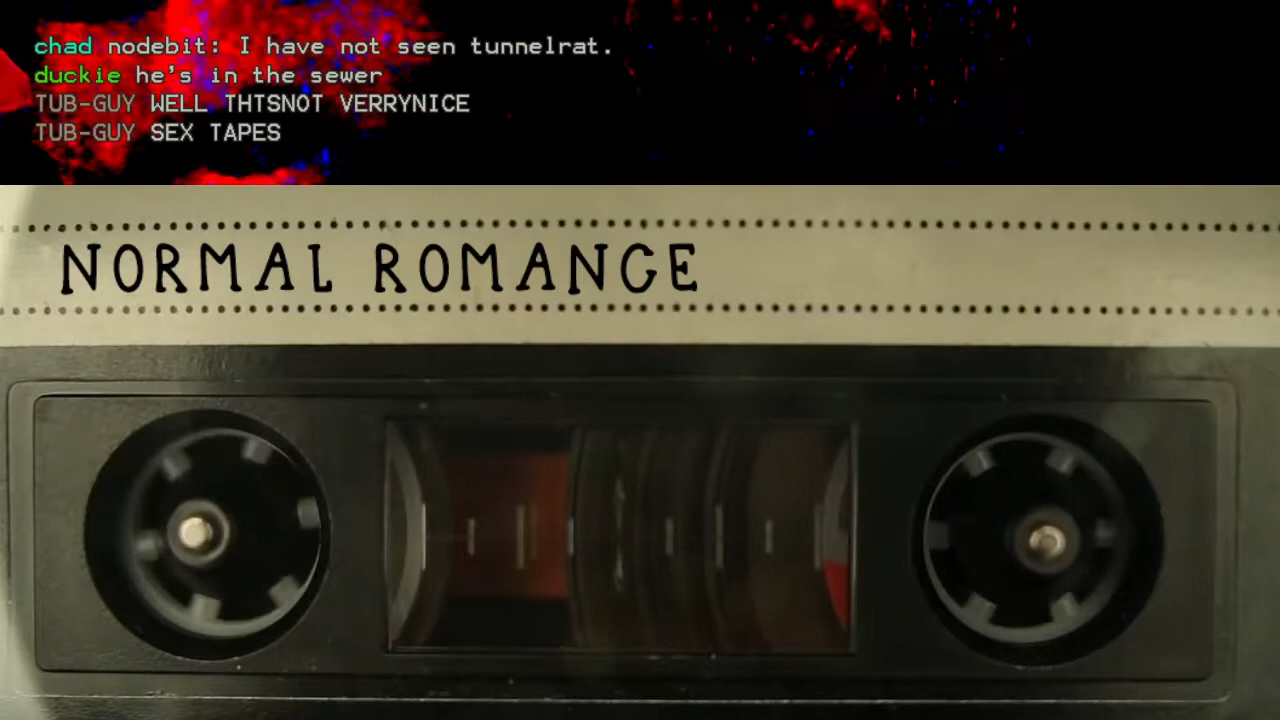 chad nodebit: I have not seen tunnelrat.
duckie he's in the sewer
TUB-GUY WELL THTSNOT VERRYNICE
TUB-GUY SEX TAPES
NORMAL ROMANCE